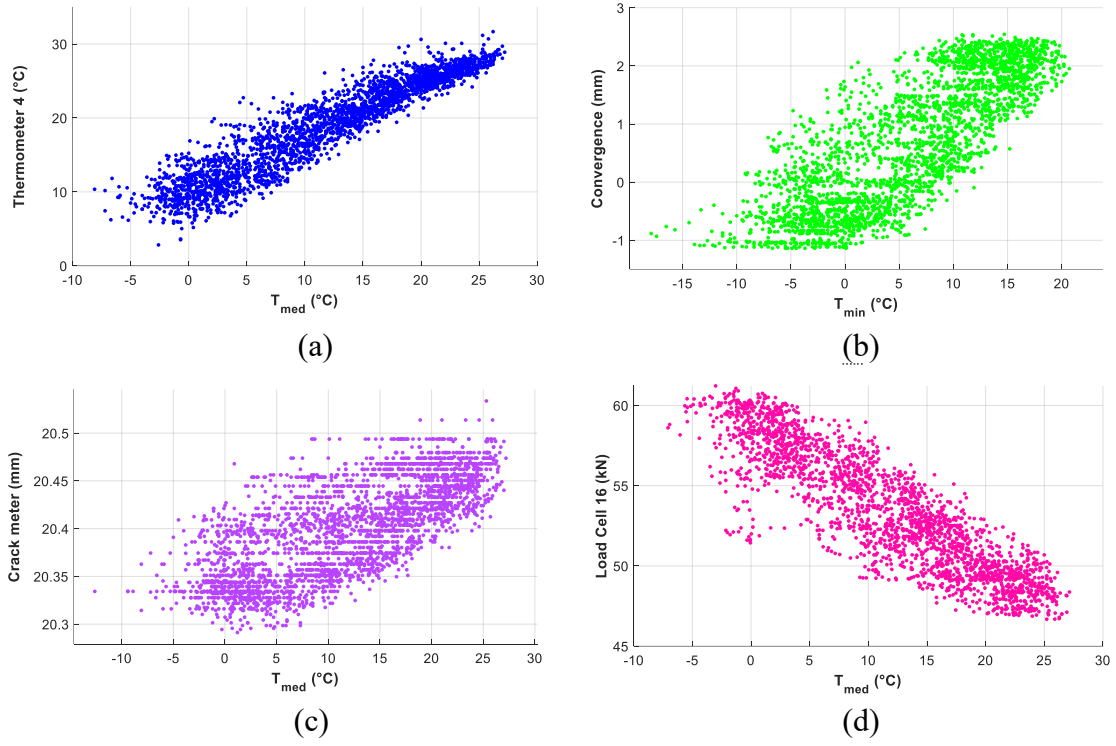 Thermometer 4 (°C)
30
20
10
0
-10 -5 0 5 10 15 20 25 30
T_med (°C)
(a)
Convergence (mm)
3
2
1
0
-1
-15 -10 -5 0 5 10 15 20
T_min (°C)
(b)
Crack meter (mm)
20.5
20.45
20.4
20.35
20.3
-10 -5 0 5 10 15 20 25 30
T_med (°C)
(c)
Load Cell 16 (kN)
60
55
50
45
-10 -5 0 5 10 15 20 25 30
T_med (°C)
(d)